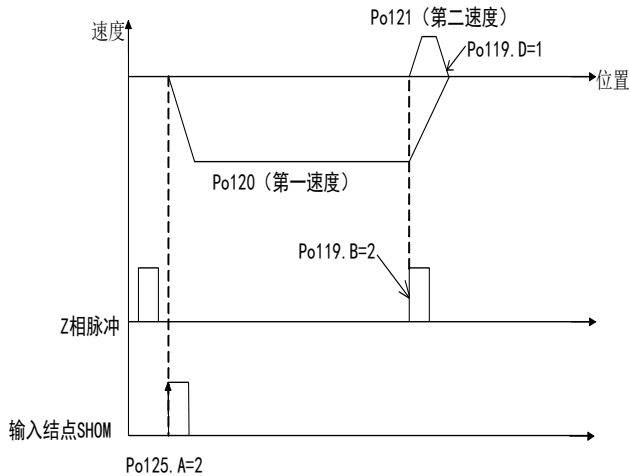 Po121（第二速度）
速度
Po119.D=1
位置
Po120（第一速度）
Po119.B=2
Z相脉冲
输入结点SHOM
Po125.A=2